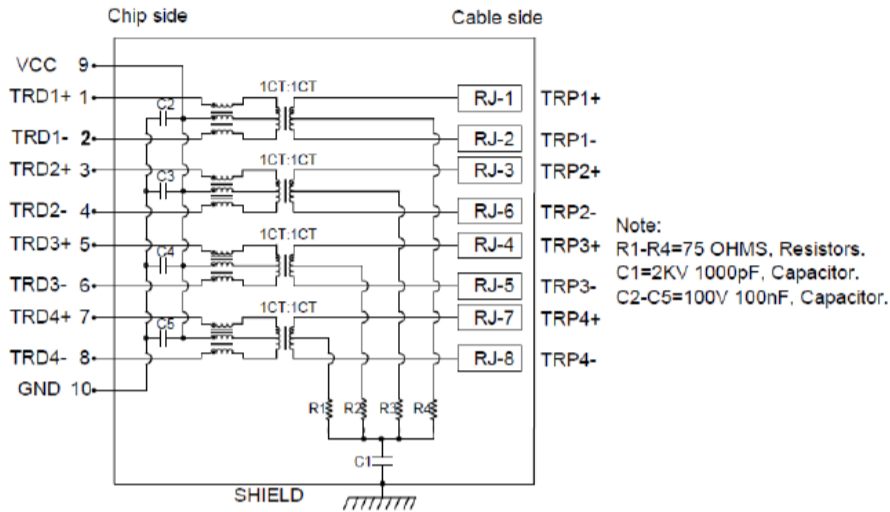 Chip side
Cable side
VCC 9
TRD1+ 1
C2
1CT:1CT
RJ-1 TRP1+
TRD1- 2
RJ-2 TRP1-
TRD2+ 3
C3
1CT:1CT
RJ-3 TRP2+
TRD2- 4
RJ-6 TRP2-
TRD3+ 5
C4
1CT:1CT
RJ-4 TRP3+
TRD3- 6
RJ-5 TRP3-
TRD4+ 7
C5
1CT:1CT
RJ-7 TRP4+
TRD4- 8
RJ-8 TRP4-
GND 10
R1 R2 R3 R4
C1
SHIELD
Note:
R1-R4=75 OHMS, Resistors.
C1=2KV 1000pF, Capacitor.
C2-C5=100V 100nF, Capacitor.